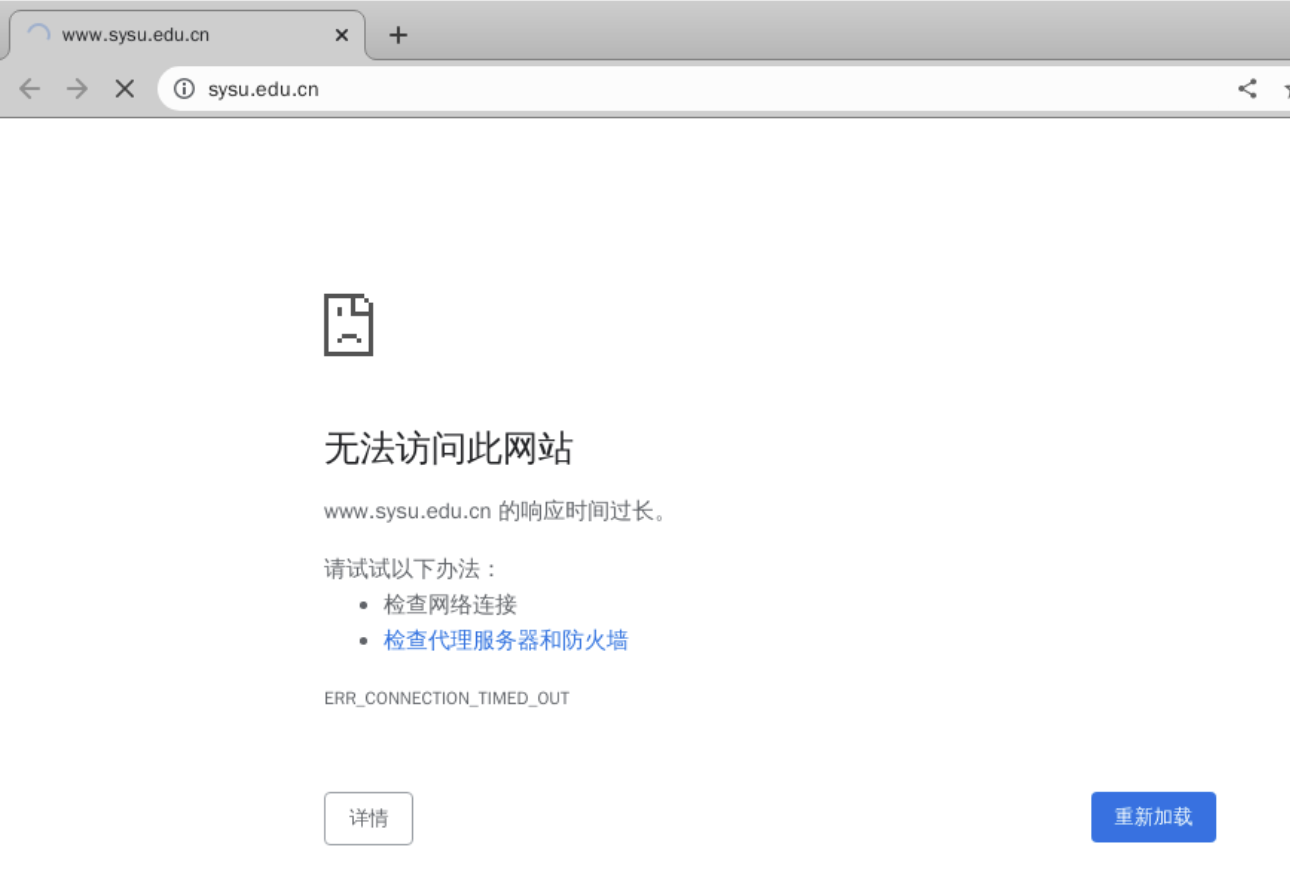 www.sysu.edu.cn
sysu.edu.cn
无法访问此网站
www.sysu.edu.cn 的响应时间过长。
请试试以下办法：
检查网络连接
检查代理服务器和防火墙
ERR_CONNECTION_TIMED_OUT
详情
重新加载